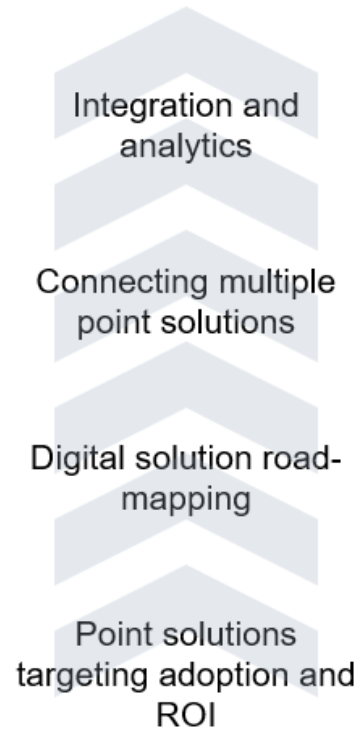 Integration and
analytics
Connecting multiple
point solutions
Digital solution road-
mapping
Point solutions
targeting adoption and
ROI